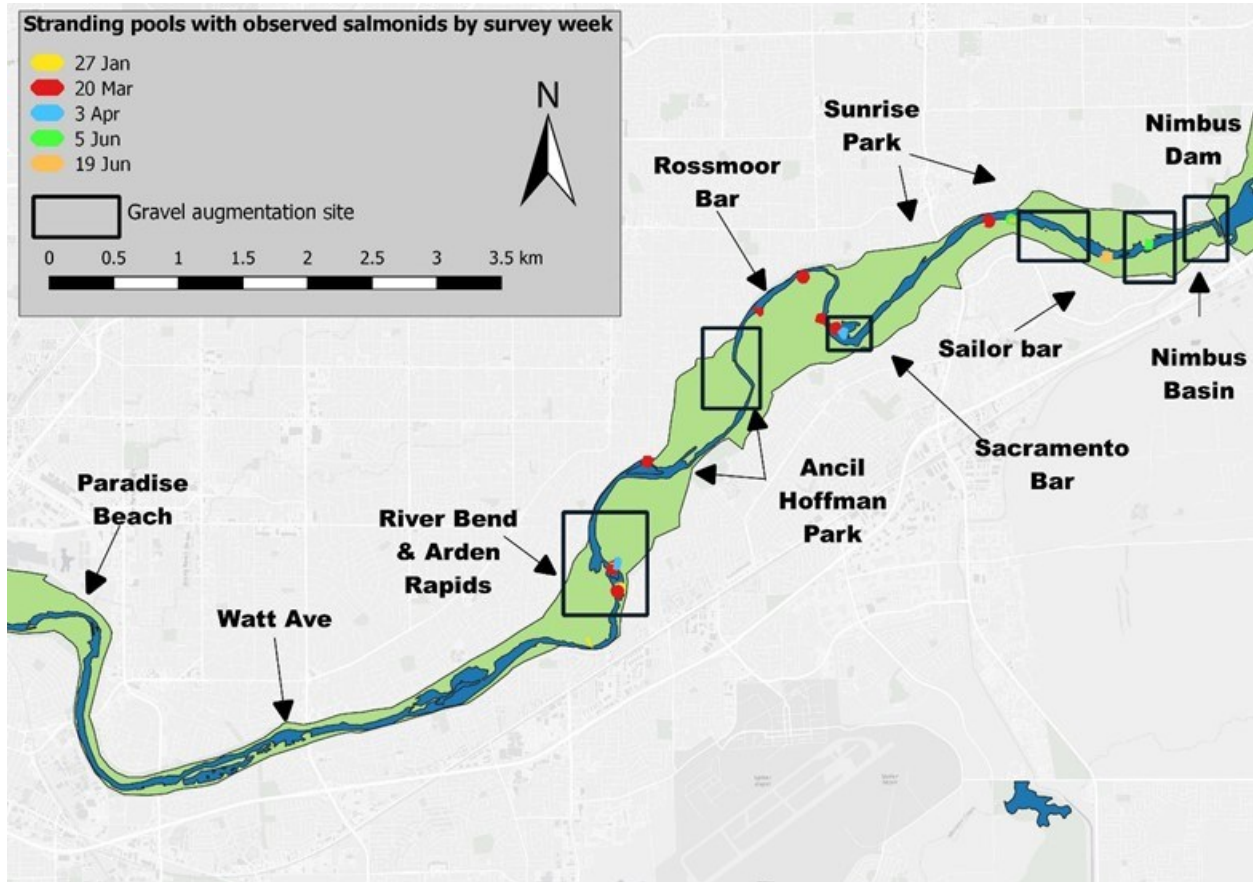 Stranding pools with observed salmonids by survey week
27 Jan
20 Mar
3 Apr
5 Jun
19 Jun
N
Gravel augmentation site
0 0.5 1 1.5 2 2.5 3 3.5 km
Sunrise
Park
Nimbus
Dam
Rossmoor
Bar
Sailor bar
Nimbus
Basin
Sacramento
Bar
Ancil
Hoffman
Park
Paradise
Beach
River Bend
& Arden
Rapids
Watt Ave